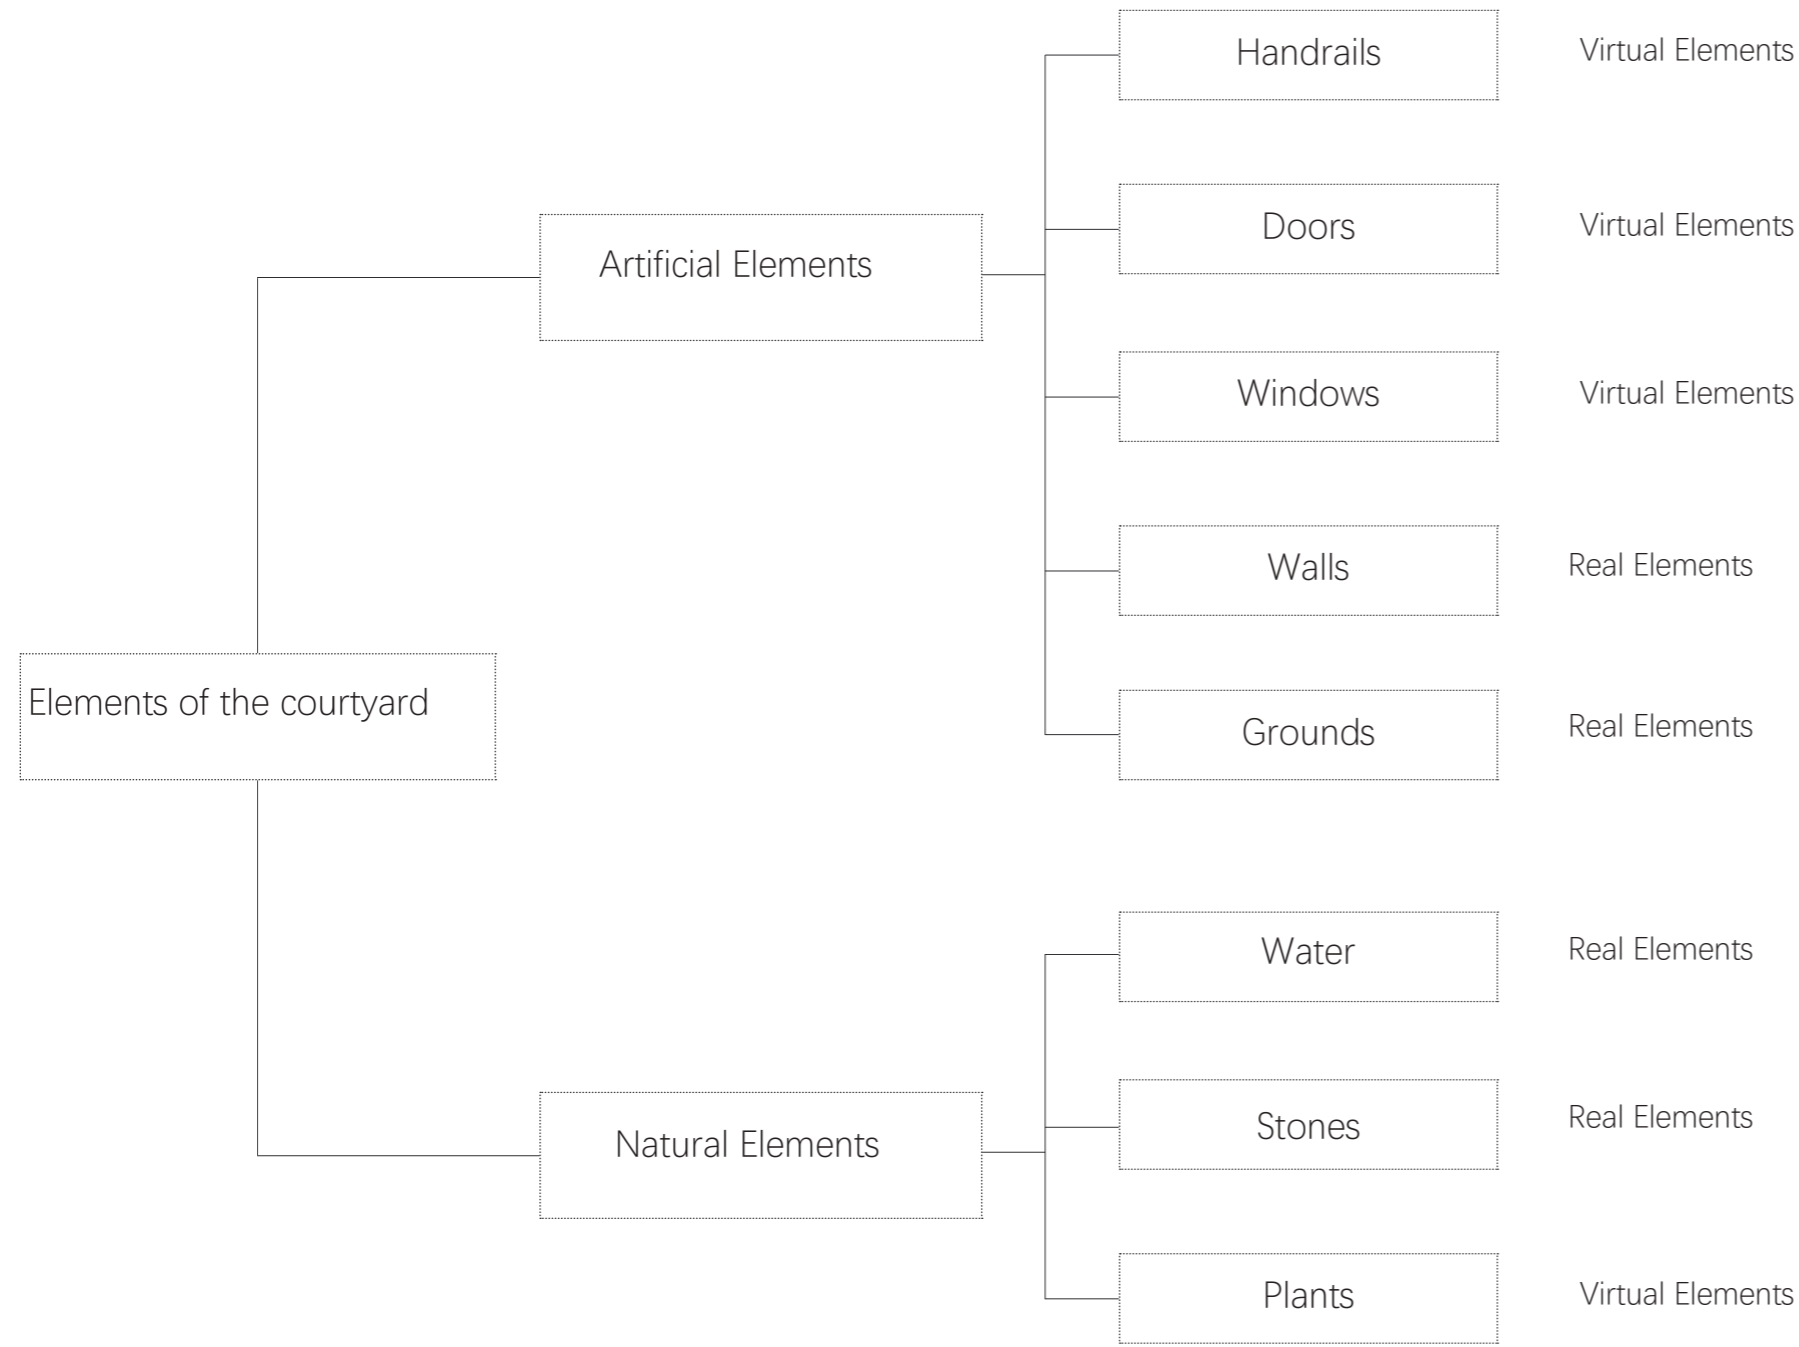 Handrails
Virtual Elements
Doors
Virtual Elements
Artificial Elements
Windows
Virtual Elements
Walls
Real Elements
Elements of the courtyard
Grounds
Real Elements
Water
Real Elements
Stones
Real Elements
Natural Elements
Plants
Virtual Elements